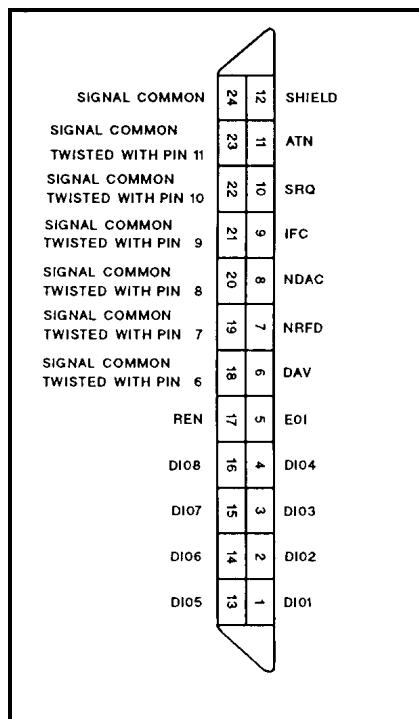 SIGNAL COMMON 24 12 SHIELD
SIGNAL COMMON
TWISTED WITH PIN 11 23 11 ATN
SIGNAL COMMON
TWISTED WITH PIN 10 22 10 SRQ
SIGNAL COMMON
TWISTED WITH PIN 9 21 9 IFC
SIGNAL COMMON
TWISTED WITH PIN 8 20 8 NDAC
SIGNAL COMMON
TWISTED WITH PIN 7 19 7 NRFD
SIGNAL COMMON
TWISTED WITH PIN 6 18 6 DAV
REN 17 5 EOI
DIO8 16 4 DIO4
DIO7 15 3 DIO3
DIO6 14 2 DIO2
DIO5 13 1 DIO1